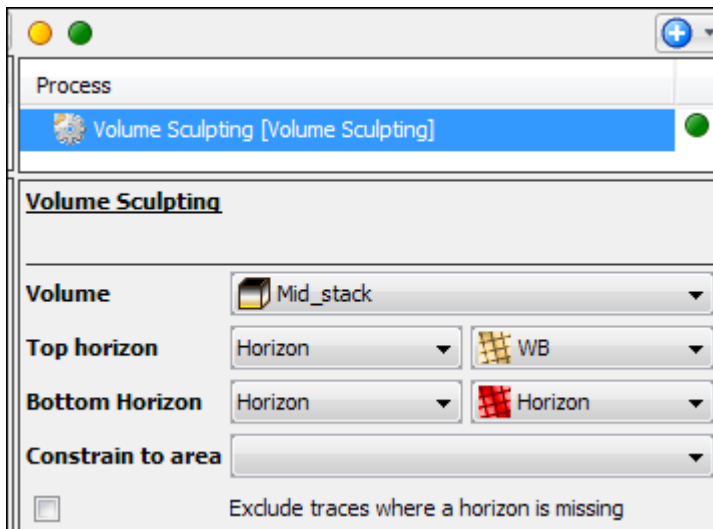 Process
Volume Sculpting [Volume Sculpting]
Volume Sculpting
Volume Mid_stack
Top horizon Horizon WB
Bottom Horizon Horizon Horizon
Constrain to area
Exclude traces where a horizon is missing